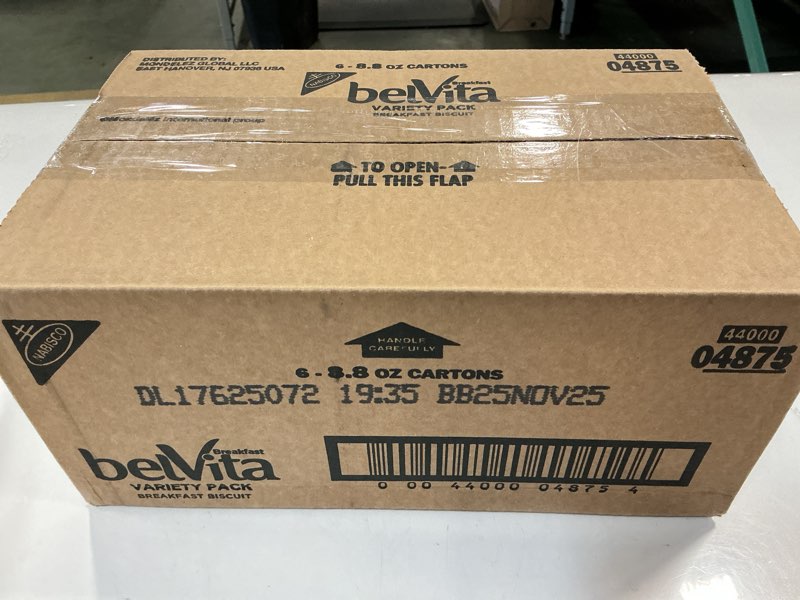 DISTRIBUTED BY:
MONDELEZ GLOBAL LLC
EAST HANOVER, NJ 07936 USA
6 - 8.8 OZ CARTONS
44000
04875
NABISCO
Breakfast
belVita
VARIETY PACK
BREAKFAST BISCUIT
international group
TO OPEN-
PULL THIS FLAP
NABISCO
HANDLE
CAREFULLY
44000
04875
6 - 8.8 OZ CARTONS
DL17625072 19:35 BB25NOV25
Breakfast
belVita
VARIETY PACK
BREAKFAST BISCUIT
0 00 44000 04875 4